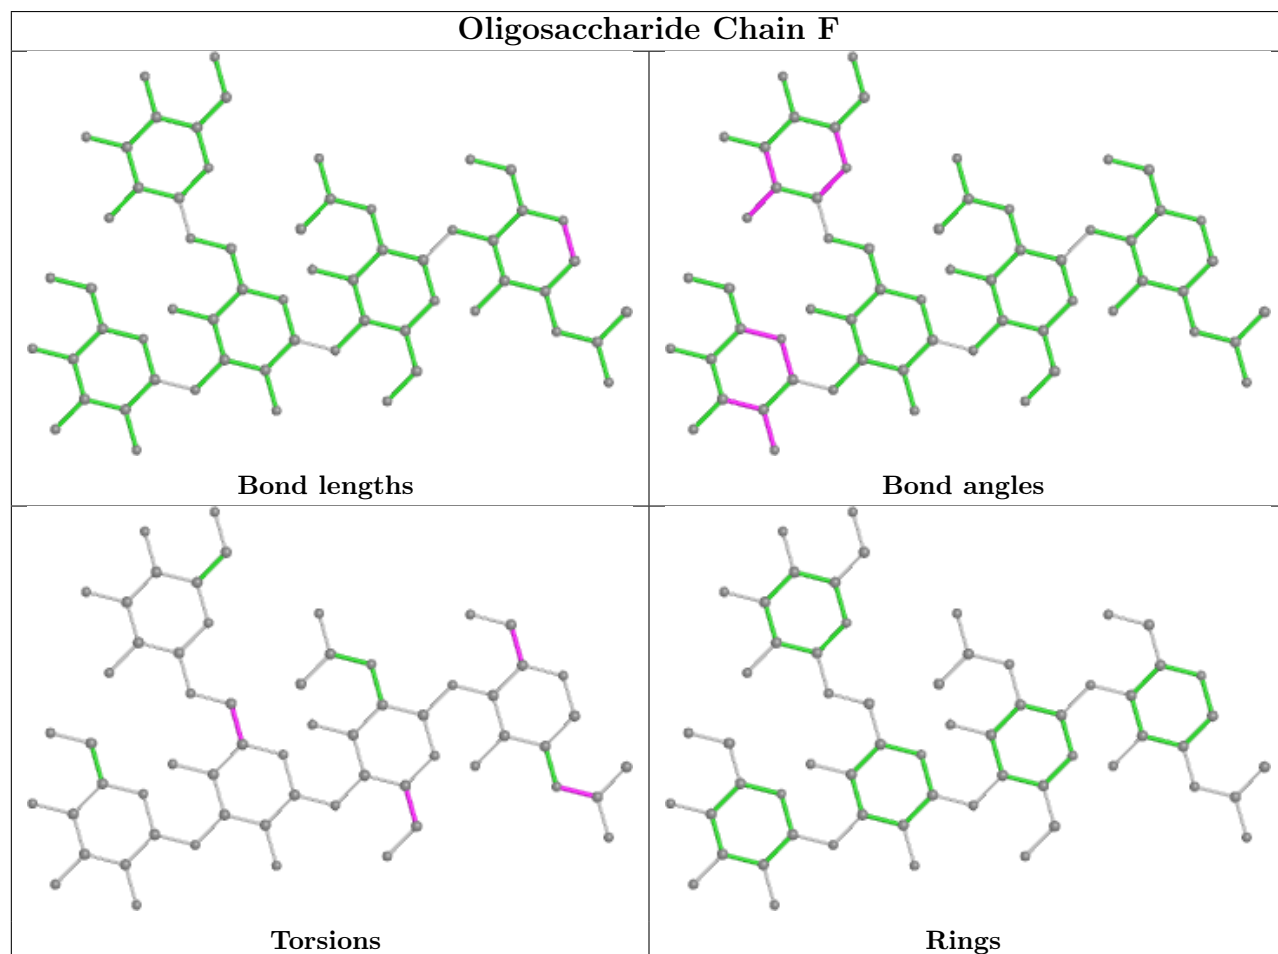 Oligosaccharide Chain F
Bond lengths
Bond angles
Torsions
Rings